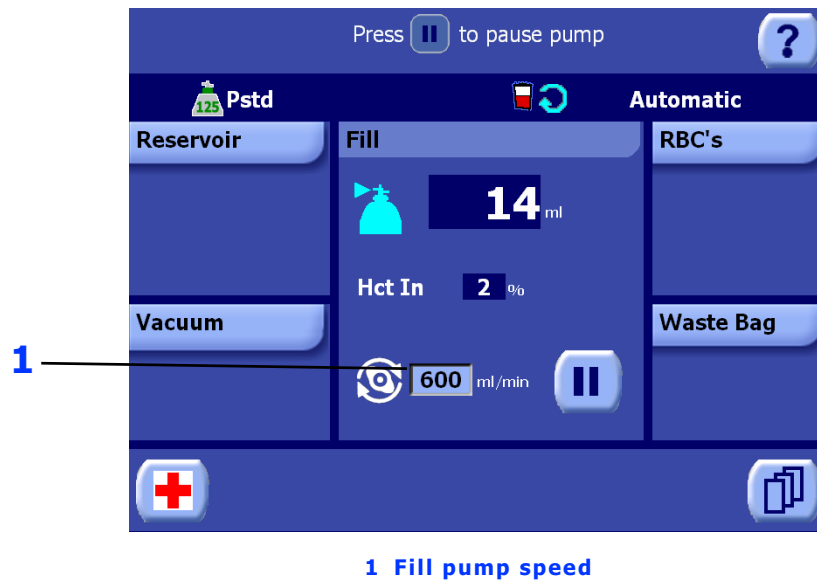 Press to pause pump
?
125 Pstd Automatic
Reservoir
Fill
RBC's
14 ml
Hct In 2 %
Vacuum
Waste Bag
1
600 ml/min
1 Fill pump speed